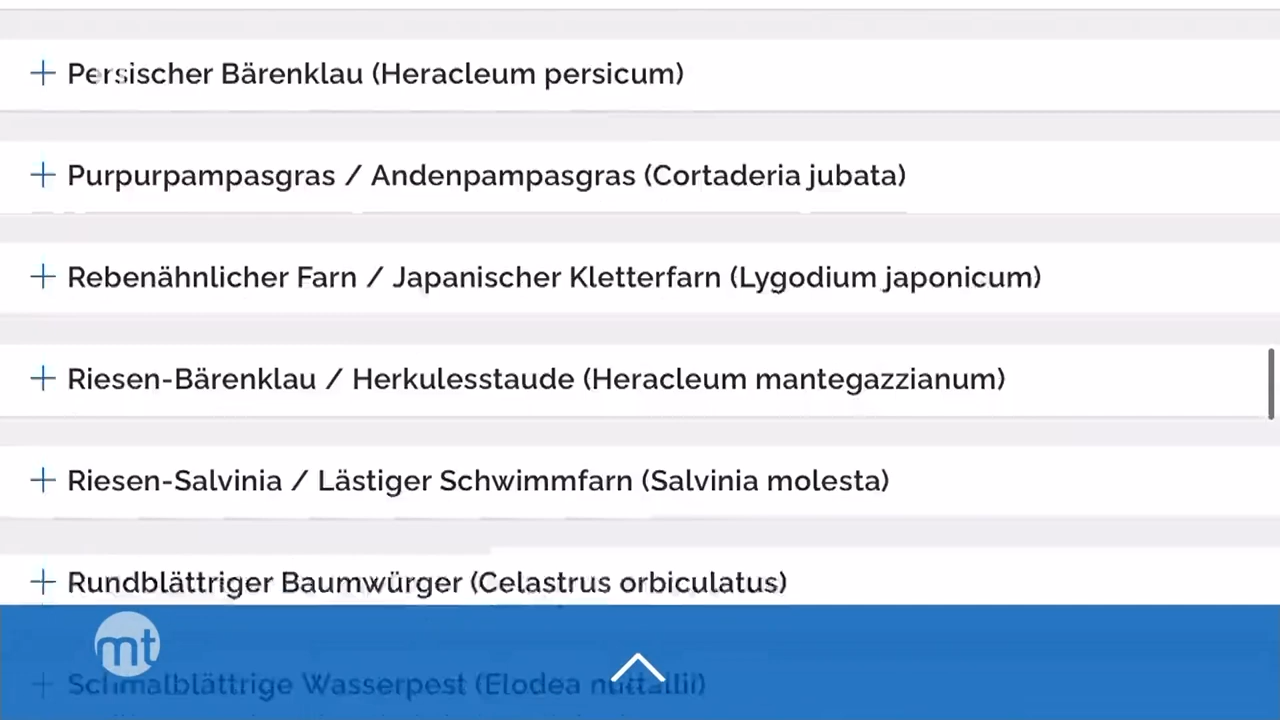 Persischer Bärenklau (Heracleum persicum)
Purpurpampasgras / Andenpampasgras (Cortaderia jubata)
Rebenähnlicher Farn / Japanischer Kletterfarn (Lygodium japonicum)
Riesen-Bärenklau / Herkulesstaude (Heracleum mantegazzianum)
Riesen-Salvinia / Lästiger Schwimmfarn (Salvinia molesta)
Rundblättriger Baumwürger (Celastrus orbiculatus)
mt
Schmalblättrige Wasserpest (Elodea nuttallii)